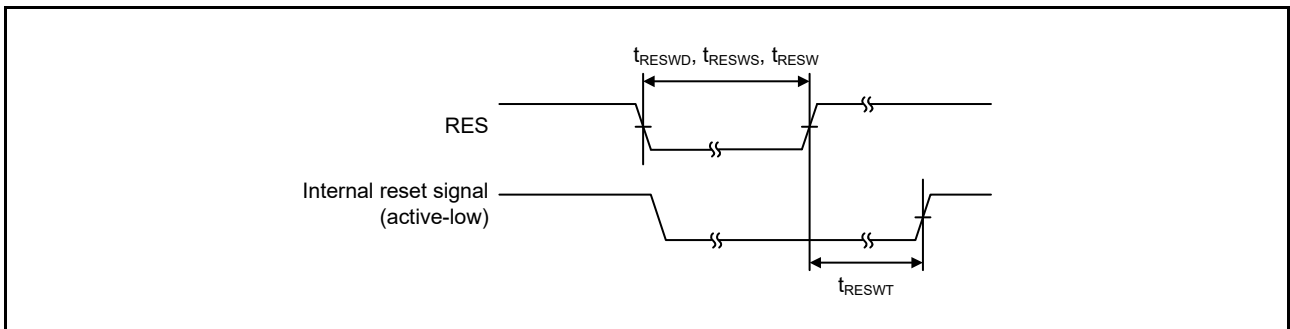 tRESWD, tRESWS, tRESW
RES
Internal reset signal
(active-low)
tRESWT